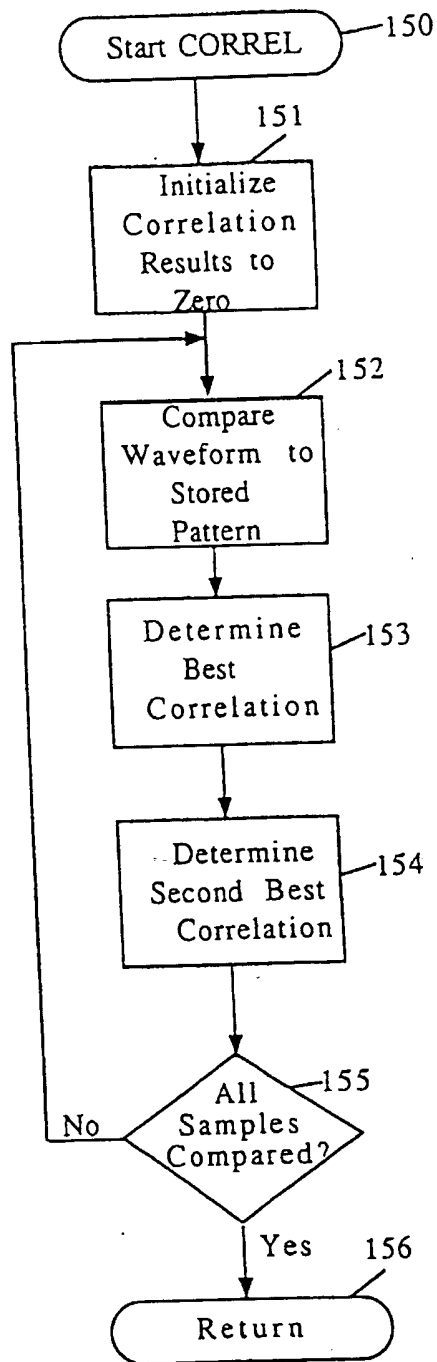 Start CORREL
150
151
Initialize
Correlation
Results to
Zero
152
Compare
Waveform to
Stored
Pattern
Determine
Best
Correlation
153
Determine
Second Best
Correlation
154
All
Samples
Compared?
155
No
Yes
156
Return